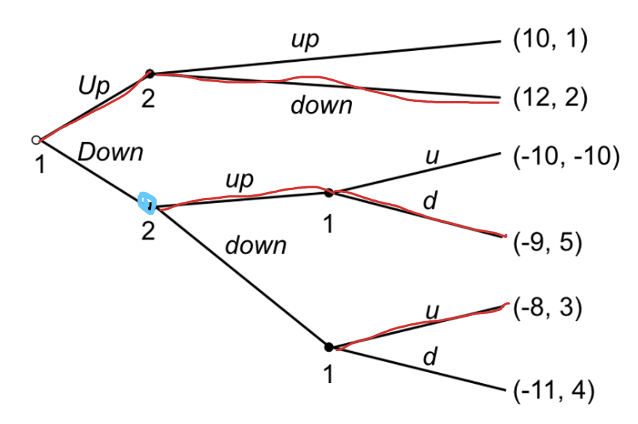 up
(10, 1)
Up
2
down
(12, 2)
1
Down
u
(-10, -10)
up
1
d
(-9, 5)
2
down
u
(-8, 3)
1
d
(-11, 4)